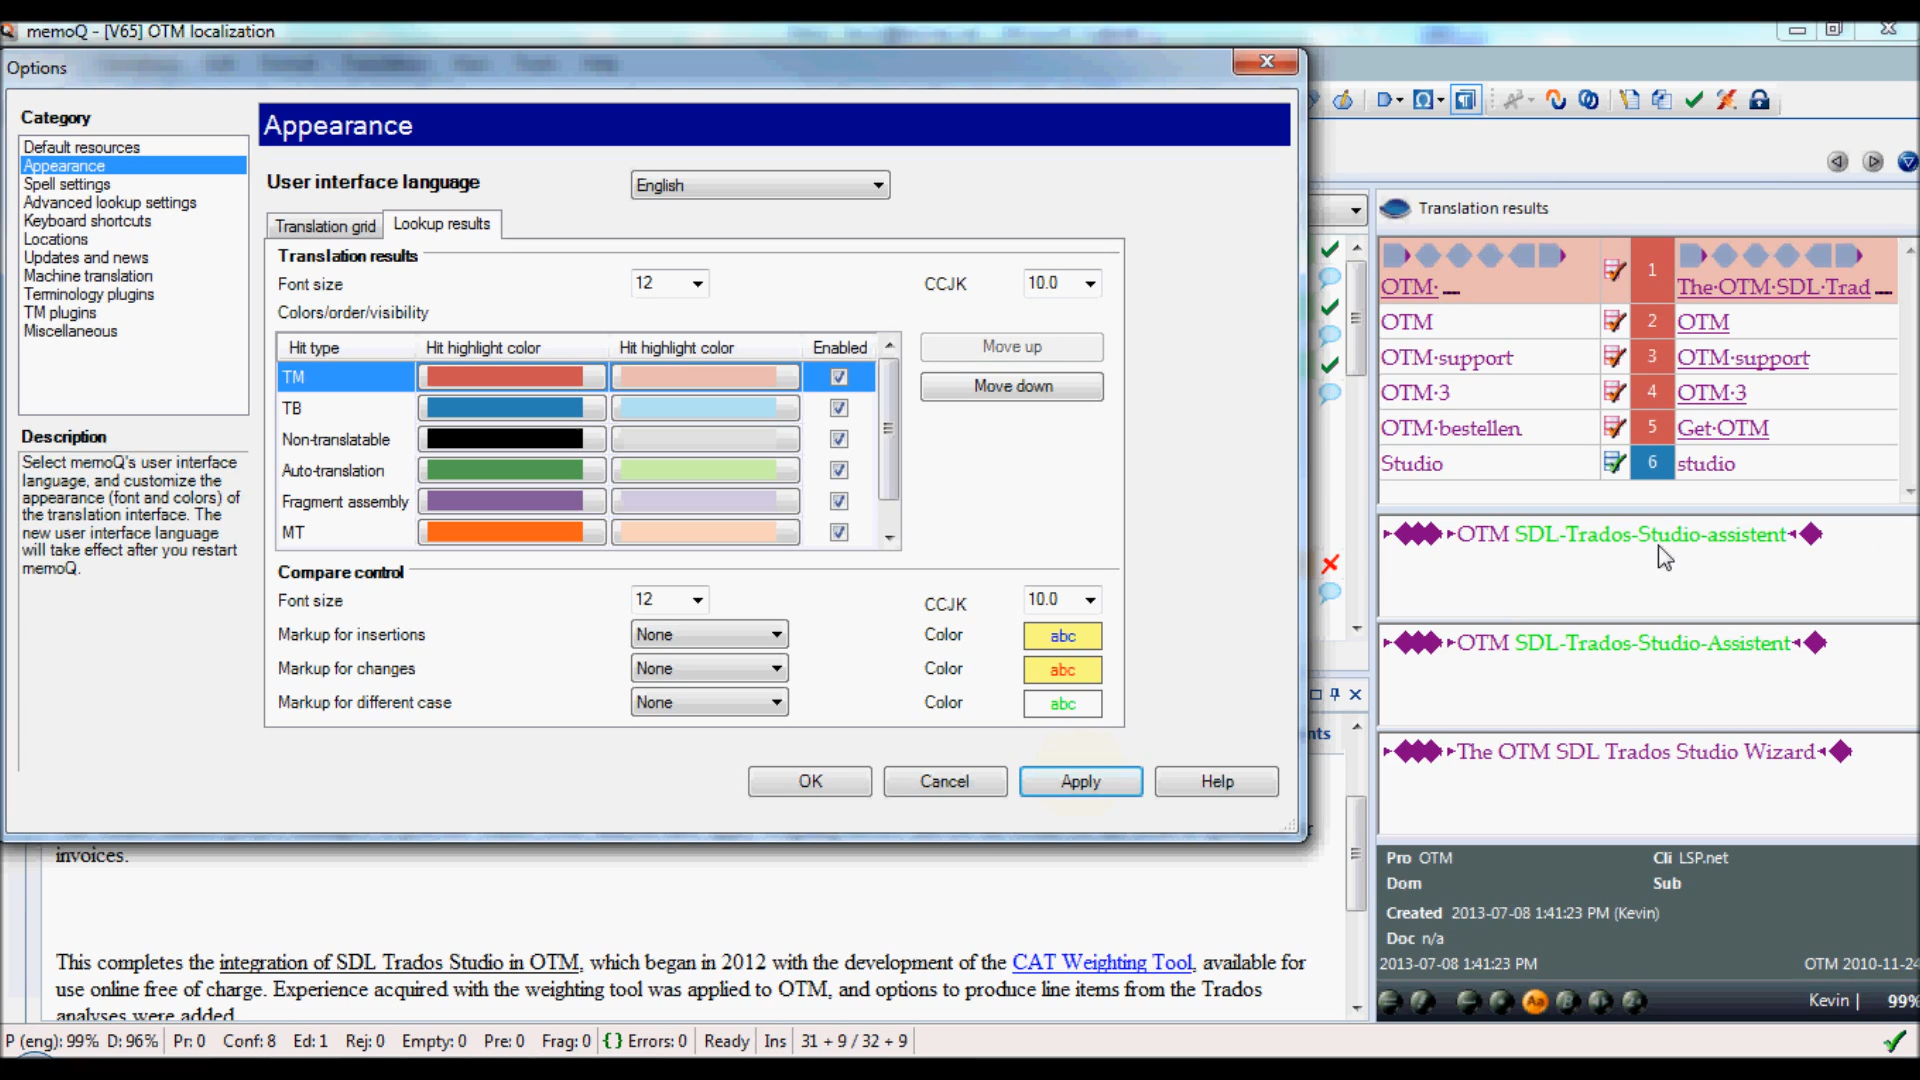 memoQ - [V65] OTM localization
Options
Category
Default resources
Appearance
Spell settings
Advanced lookup settings
Keyboard shortcuts
Locations
Updates and news
Machine translation
Terminology plugins
TM plugins
Miscellaneous
Description
Select memoQ's user interface
language, and customize the
appearance (font and colors) of
the translation interface. The
new user interface language
will take effect after you restart
memoQ.
Appearance
User interface language
English
Translation grid
Lookup results
Translation results
Font size
12
CCJK
10.0
Colors/order/visibility
Hit type
Hit highlight color
Hit highlight color
Enabled
TM
TB
Non-translatable
Auto-translation
Fragment assembly
MT
Move up
Move down
Compare control
Font size
12
CCJK
10.0
Markup for insertions
None
Color
abc
Markup for changes
None
Color
abc
Markup for different case
None
Color
abc
OK
Cancel
Apply
Help
Translation results
OTM· ...
1
The·OTM·SDL·Trad ...
OTM
2
OTM
OTM·support
3
OTM·support
OTM·3
4
OTM·3
OTM·bestellen
5
Get·OTM
Studio
6
studio
OTM SDL-Trados-Studio-assistent
OTM SDL-Trados-Studio-Assistent
The OTM SDL Trados Studio Wizard
nts
Pro OTM
Cli LSP.net
Dom
Sub
Created 2013-07-08 1:41:23 PM (Kevin)
Doc n/a
2013-07-08 1:41:23 PM
OTM 2010-11-24
Aa
Kevin |
99%
invoices.
This completes the integration of SDL Trados Studio in OTM, which began in 2012 with the development of the CAT Weighting Tool, available for
use online free of charge. Experience acquired with the weighting tool was applied to OTM, and options to produce line items from the Trados
analyses were added
P (eng): 99% D: 96%
Pr: 0
Conf: 8
Ed: 1
Rej: 0
Empty: 0
Pre: 0
Frag: 0
{} Errors: 0
Ready
Ins
31 + 9 / 32 + 9